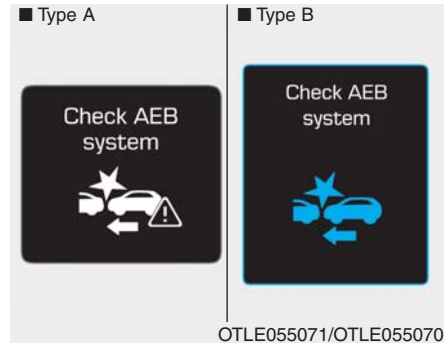 ■ Type A
■ Type B
Check AEB
system
Check AEB
system
OTLE055071/OTLE055070